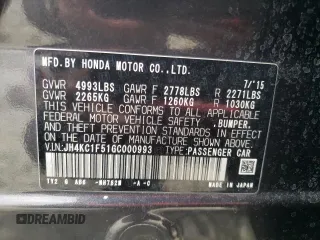 MFD. BY HONDA MOTOR CO.,LTD. 7/'15
GVWR 4993LBS GAWR F 2778LBS R 2271LBS
GVWR 2265KG GAWR F 1260KG R 1030KG
THIS VEHICLE CONFORMS TO ALL APPLICABLE
FEDERAL MOTOR VEHICLE SAFETY, BUMPER,
AND THEFT PREVENTION STANDARDS IN EFFECT
ON THE DATE OF MANUFACTURE SHOWN ABOVE.
V.I.N: JH4KC1F51GC000993 TYPE: PASSENGER CAR
-A-C
MADE IN JAPAN
DREAMBID